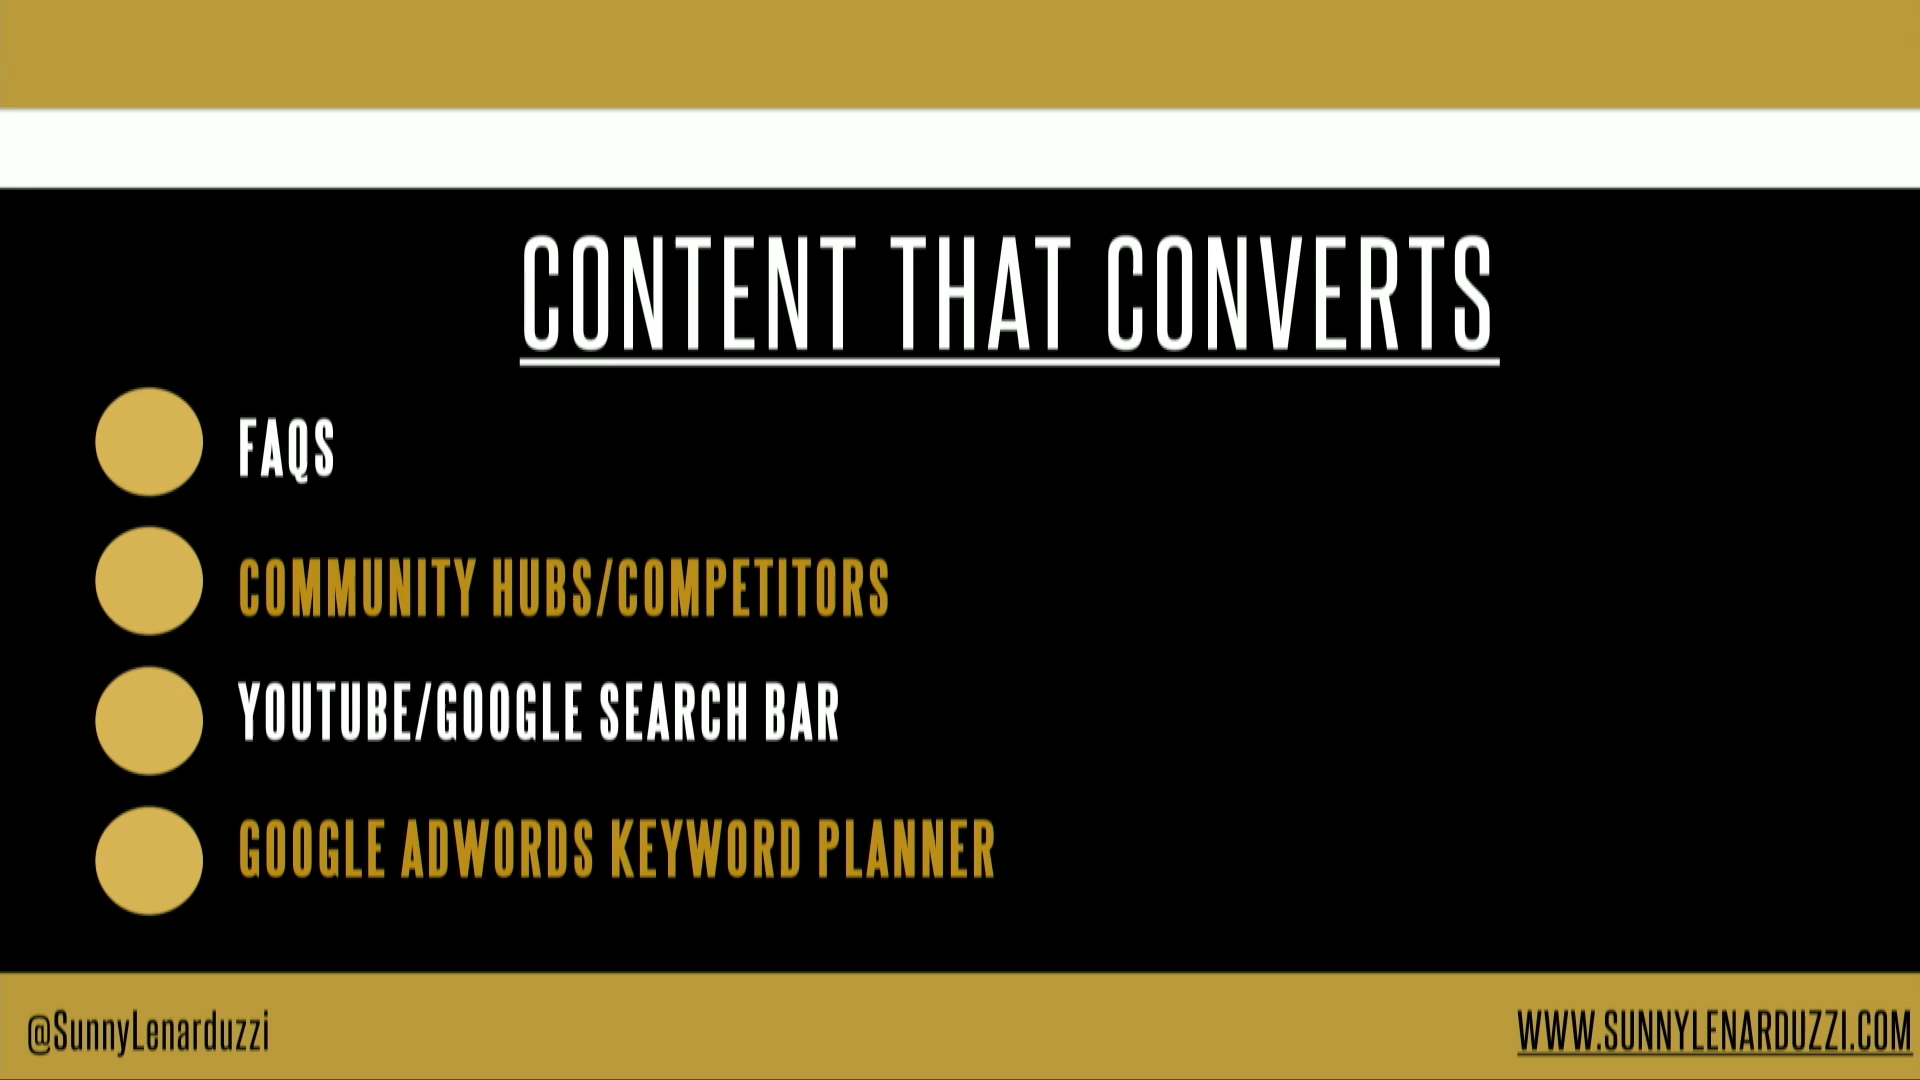 CONTENT THAT CONVERTS
FAQS
COMMUNITY HUBS/COMPETITORS
YOUTUBE/GOOGLE SEARCH BAR
GOOGLE ADWORDS KEYWORD PLANNER
@SunnyLenarduzzi
WWW.SUNNYLENARDUZZI.COM